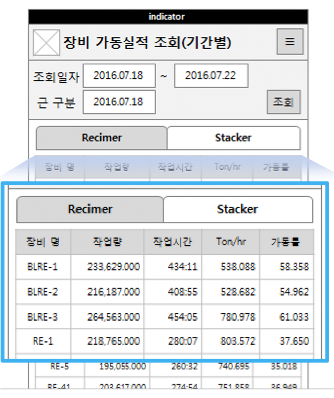 indicator
장비 가동실적 조회(기간별)
조회일자 2016.07.18 ~ 2016.07.22
근 구분 2016.07.18 조회
Recimer Stacker
장비 명 작업량 작업시간 Ton/hr 가동률
Recimer Stacker
장비 명 작업량 작업시간 Ton/hr 가동률
BLRE-1 233,629.000 434:11 538.088 58.358
BLRE-2 216,187.000 408:55 528.682 54.962
BLRE-3 264,563.000 454:05 780.978 61.033
RE-1 218,765.000 280:07 803.572 37.650
RE-5 195,055.000 260:32 740.695 35.018
RE-41 203,617.000 274:54 751.858 36.949